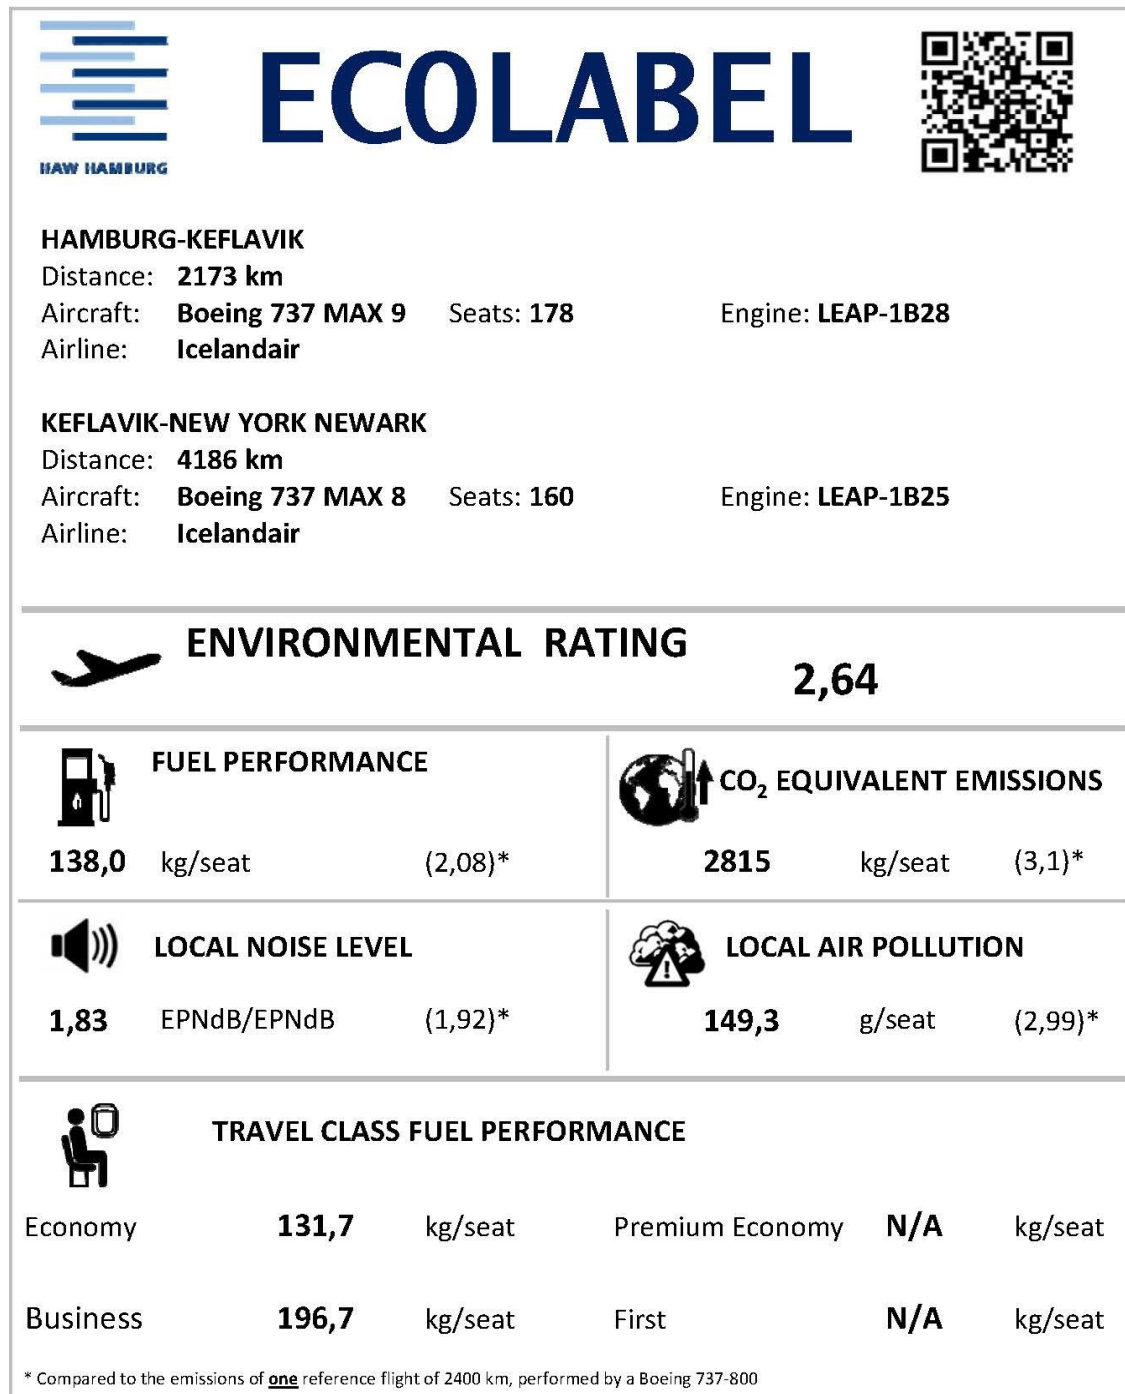 ECOLABEL
HAW HAMBURG
HAMBURG-KEFLAVIK
Distance: 2173 km
Aircraft: Boeing 737 MAX 9 Seats: 178 Engine: LEAP-1B28
Airline: Icelandair
KEFLAVIK-NEW YORK NEWARK
Distance: 4186 km
Aircraft: Boeing 737 MAX 8 Seats: 160 Engine: LEAP-1B25
Airline: Icelandair
ENVIRONMENTAL RATING
2,64
FUEL PERFORMANCE
138,0 kg/seat (2,08)*
CO₂ EQUIVALENT EMISSIONS
2815 kg/seat (3,1)*
LOCAL NOISE LEVEL
1,83 EPNdB/EPNdB (1,92)*
LOCAL AIR POLLUTION
149,3 g/seat (2,99)*
TRAVEL CLASS FUEL PERFORMANCE
Economy 131,7 kg/seat Premium Economy N/A kg/seat
Business 196,7 kg/seat First N/A kg/seat
* Compared to the emissions of one reference flight of 2400 km, performed by a Boeing 737-800